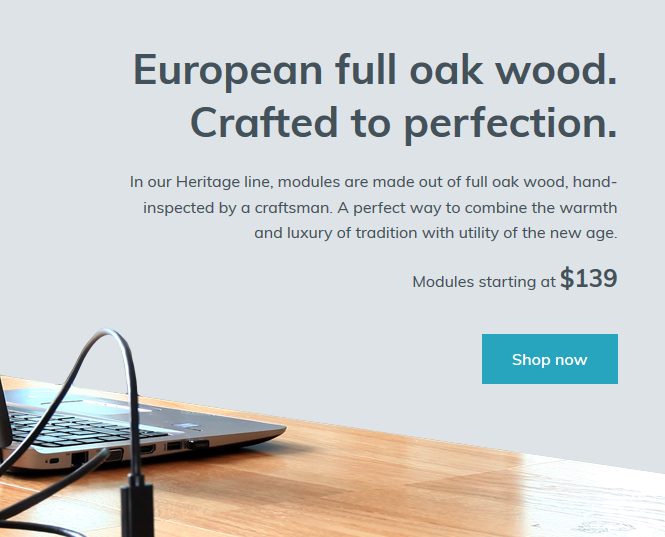 European full oak wood.
Crafted to perfection.
In our Heritage line, modules are made out of full oak wood, hand-
inspected by a craftsman. A perfect way to combine the warmth
and luxury of tradition with utility of the new age.
Modules starting at $139
Shop now